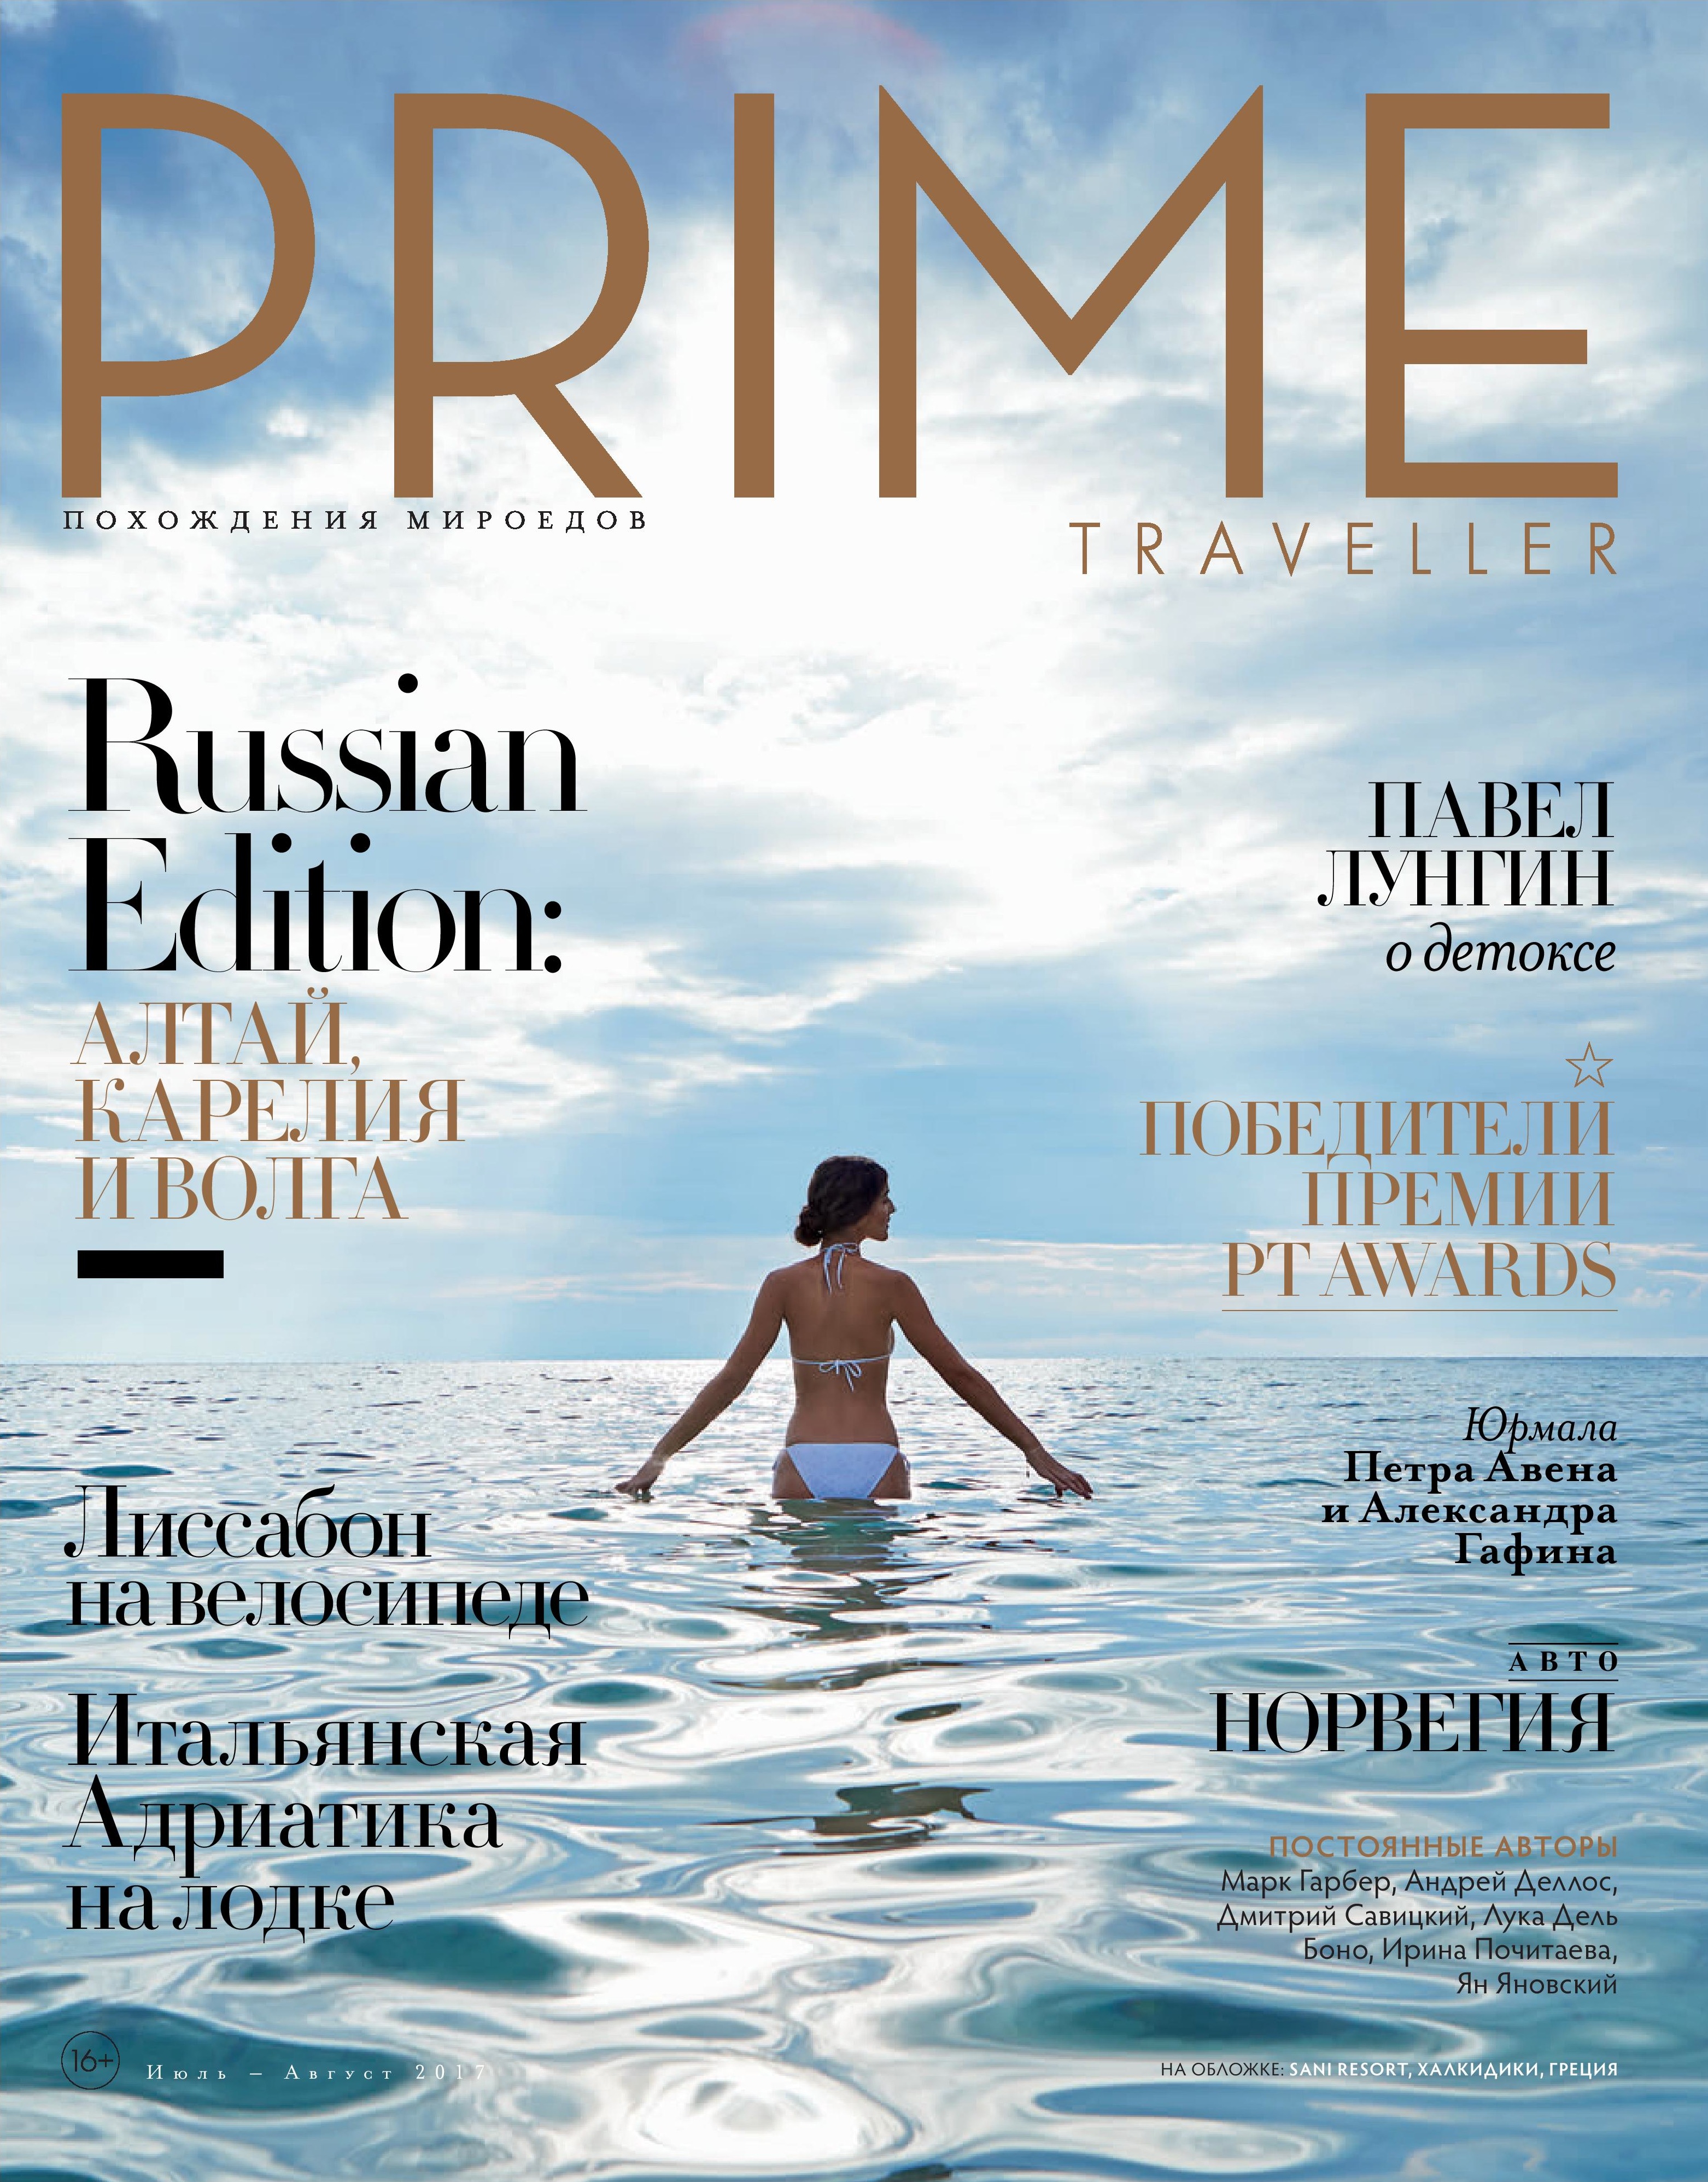 PRIME
ПОХОЖДЕНИЯ МИРОЕДОВ
TRAVELLER
Russian
Edition:
АЛТАЙ,
КАРЕЛИЯ
И ВОЛГА
ПАВЕЛ
ЛУНГИН
о детоксе
ПОБЕДИТЕЛИ
ПРЕМИИ
PT AWARDS
Юрмала
Петра Авена
и Александра
Гафина
Лиссабон
на велосипеде
АВТО
НОРВЕГИЯ
Итальянская
Адриатика
на лодке
ПОСТОЯННЫЕ АВТОРЫ
Марк Гарбер, Андрей Деллос,
Дмитрий Савицкий, Лука Дель
Боно, Ирина Почитаева,
Ян Яновский
16+
Июль – Август 2017
НА ОБЛОЖКЕ: SANI RESORT, ХАЛКИДИКИ, ГРЕЦИЯ